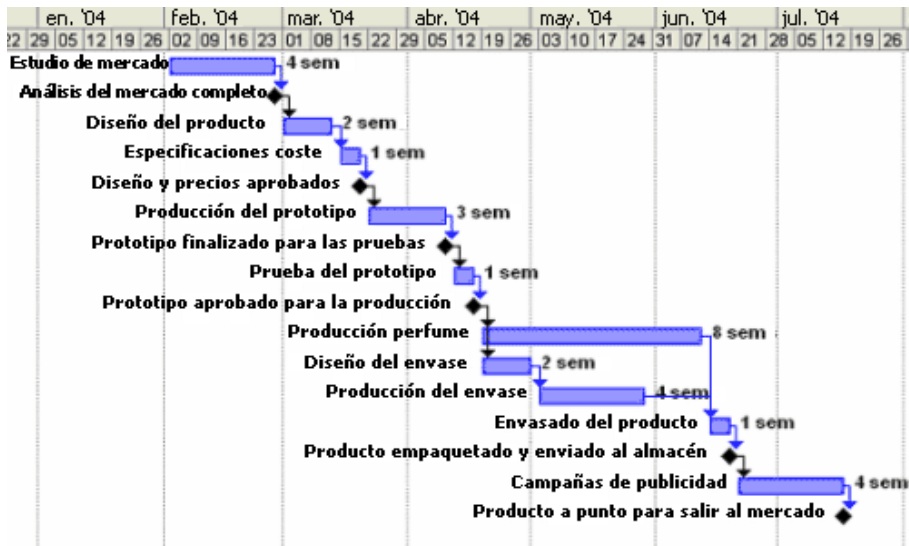 en. '04 feb. '04 mar. '04 abr. '04 may. '04 jun. '04 jul. '04
22 29 05 12 19 26 02 09 16 23 01 08 15 22 29 05 12 19 26 03 10 17 24 31 07 14 21 28 05 12 19 26
Estudio de mercado 4 sem
Análisis del mercado completo
Diseño del producto 2 sem
Especificaciones coste 1 sem
Diseño y precios aprobados
Producción del prototipo 3 sem
Prototipo finalizado para las pruebas
Prueba del prototipo 1 sem
Prototipo aprobado para la producción
Producción perfume 8 sem
Diseño del envase 2 sem
Producción del envase 4 sem
Envasado del producto 1 sem
Producto empaquetado y enviado al almacén
Campañas de publicidad 4 sem
Producto a punto para salir al mercado